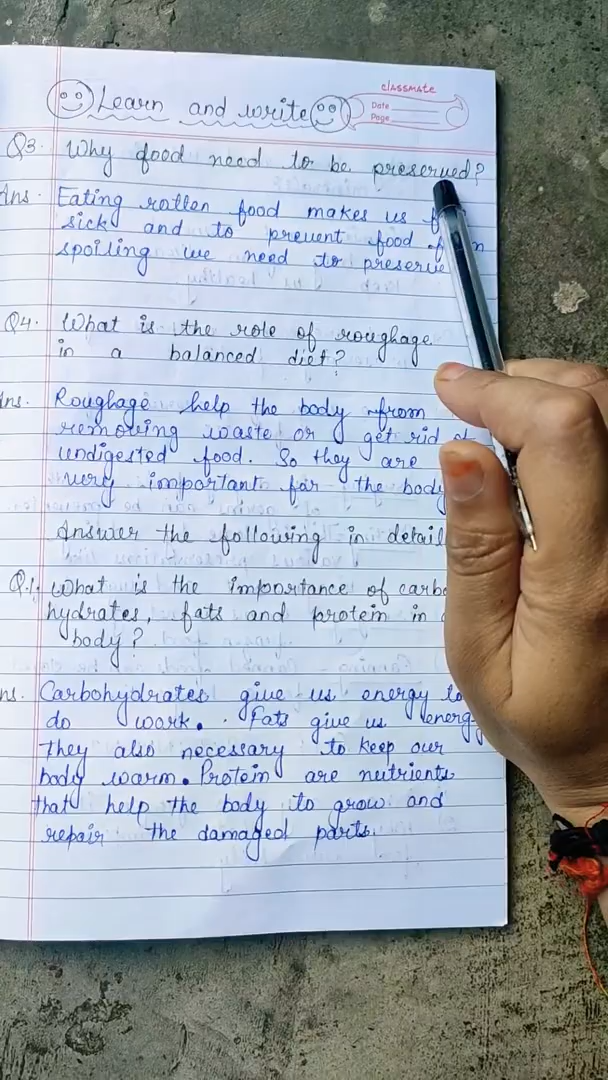 classmate
Learn and write
Date
Page
Q3. Why food need to be preserved?
Ans. Eating rotten food makes us
sick and to prevent food
spoiling we need to preserve
Q4. What is the role of roughage
in a balanced diet?
Ans. Roughage help the body from
removing waste or get rid of
undigested food. So they are
very important for the body
Answer the following in detail
Q.1. What is the importance of carbo
hydrates, fats and protein in
body?
Ans. Carbohydrates give us energy to
do work. Fats give us energy
They also necessary to keep our
body warm. Protein are nutrients
that help the body to grow and
repair the damaged parts.